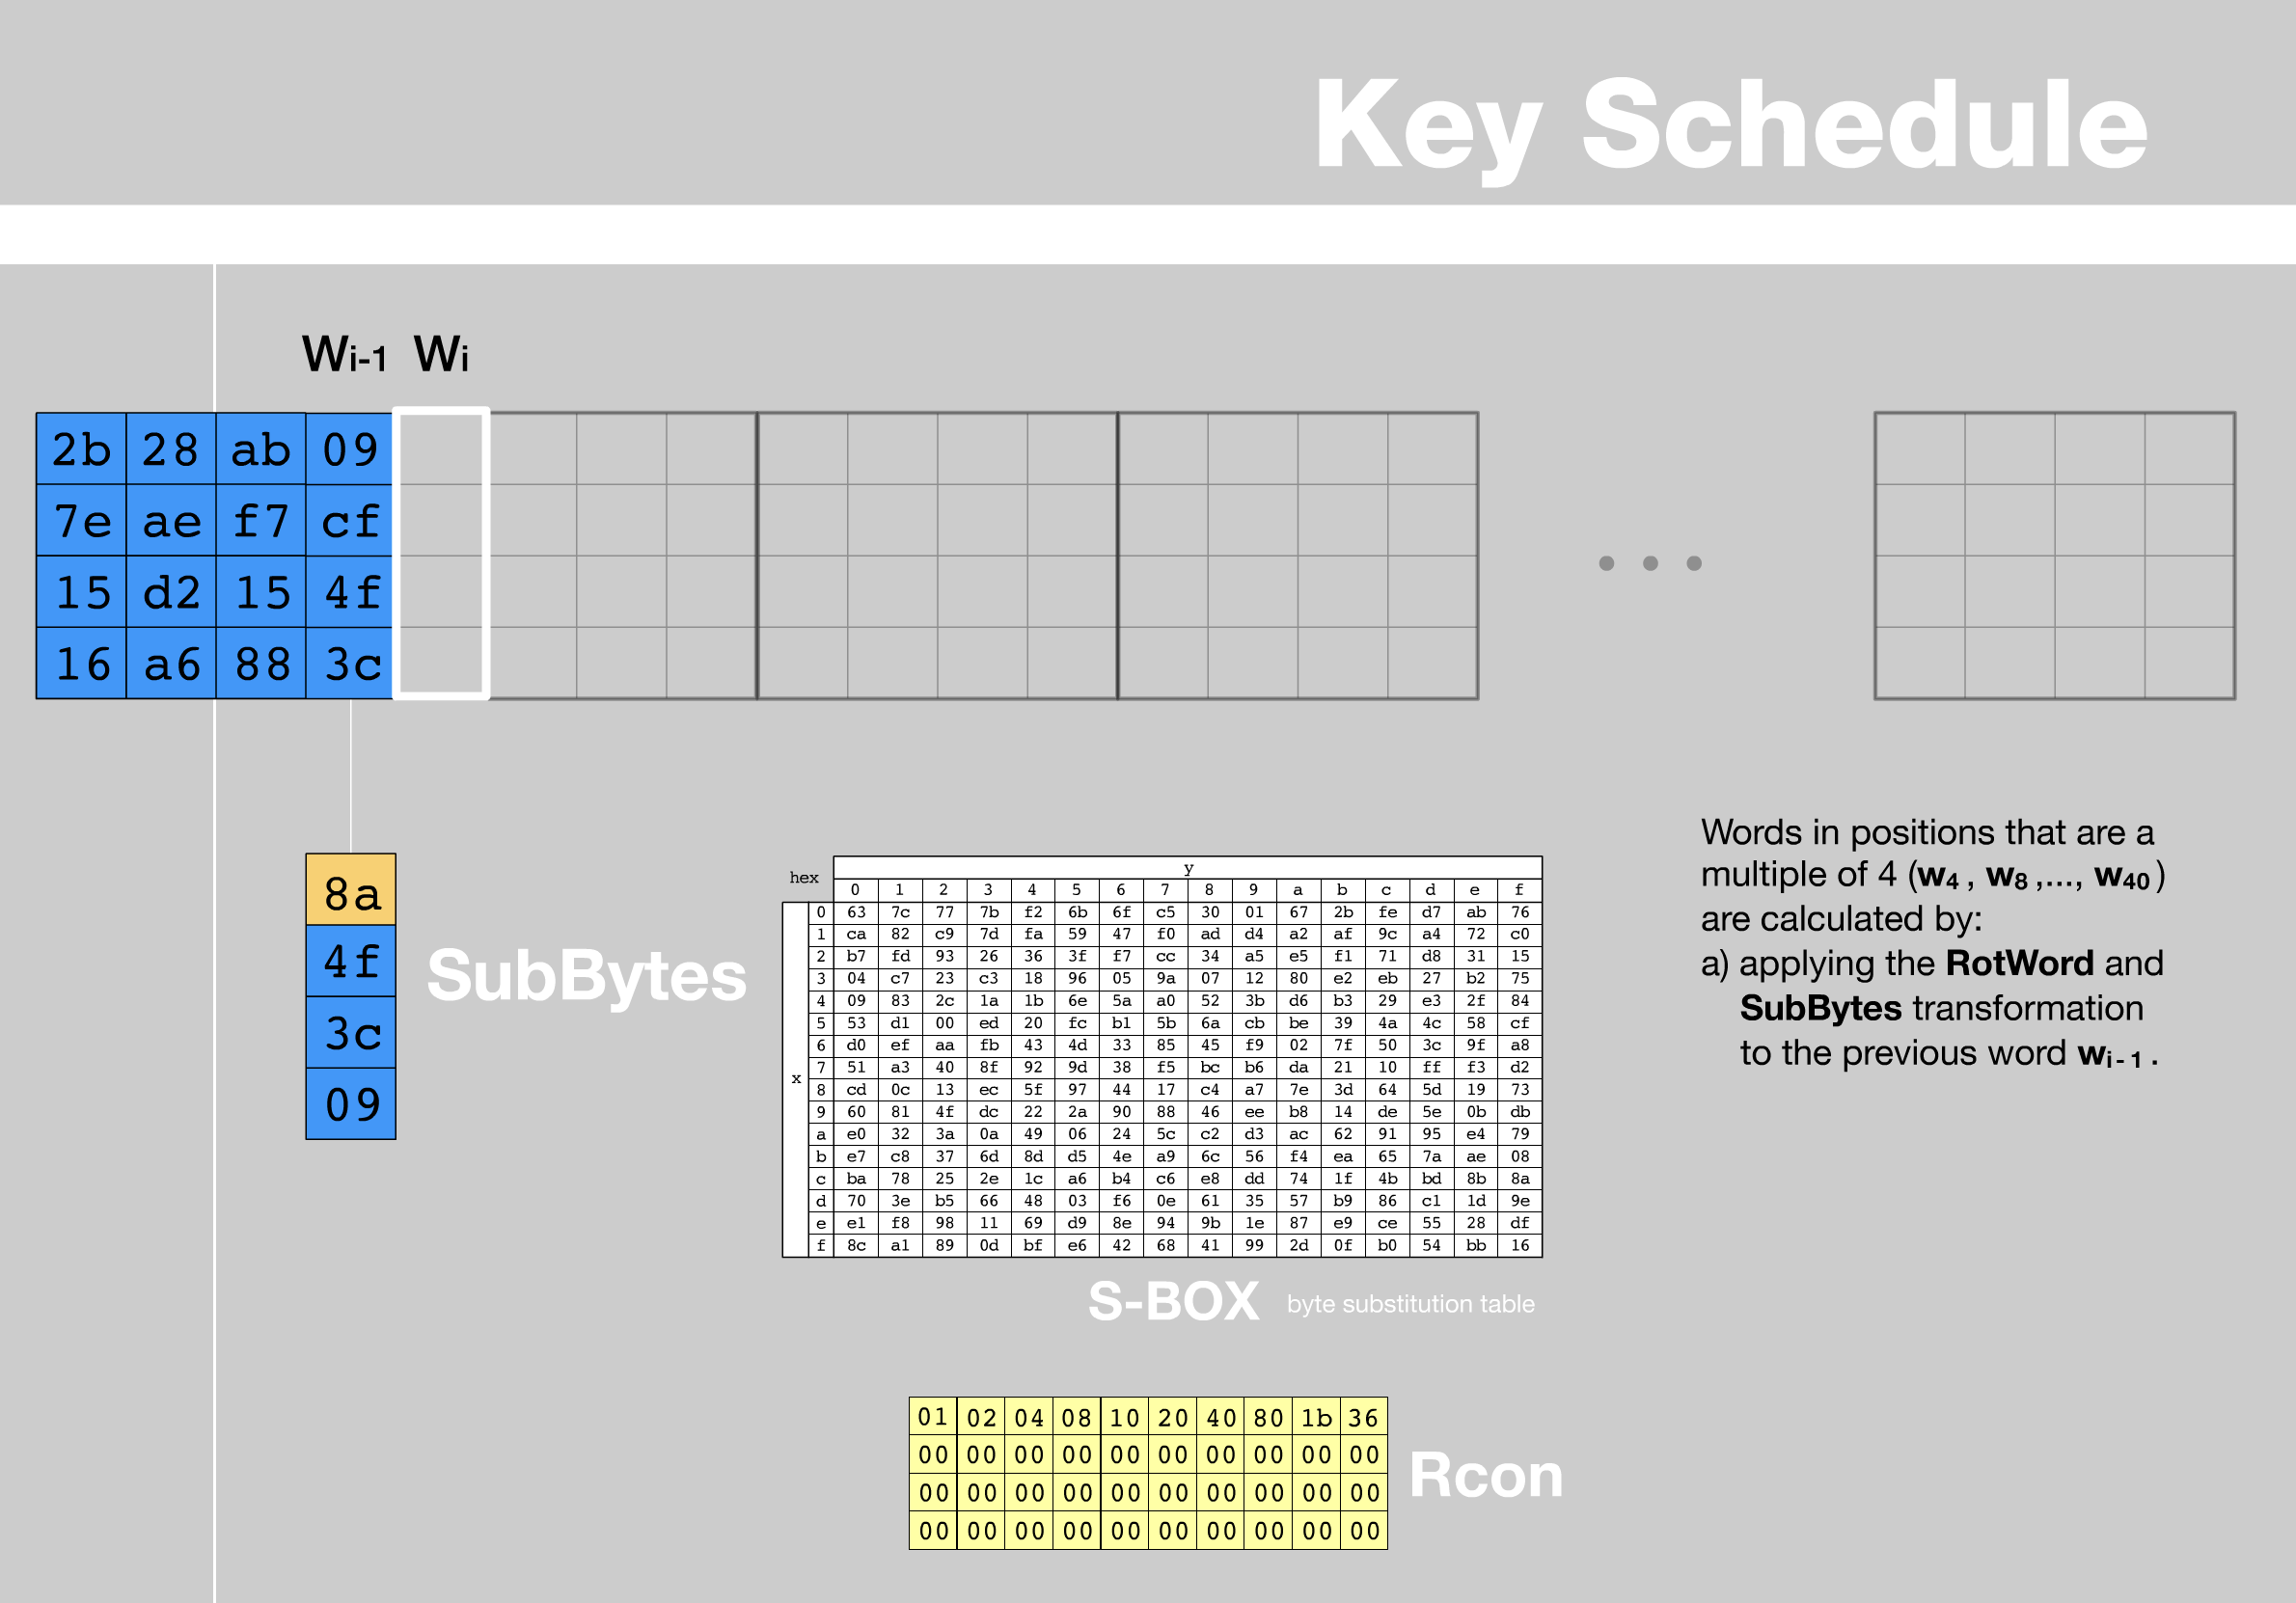 Key Schedule
Wi-1 Wi
2b 28 ab 09
7e ae f7 cf
15 d2 15 4f
16 a6 88 3c
8a
4f
3c
09
SubBytes
hex
y
0 1 2 3 4 5 6 7 8 9 a b c d e f
x
0 63 7c 77 7b f2 6b 6f c5 30 01 67 2b fe d7 ab 76
1 ca 82 c9 7d fa 59 47 f0 ad d4 a2 af 9c a4 72 c0
2 b7 fd 93 26 36 3f f7 cc 34 a5 e5 f1 71 d8 31 15
3 04 c7 23 c3 18 96 05 9a 07 12 80 e2 eb 27 b2 75
4 09 83 2c 1a 1b 6e 5a a0 52 3b d6 b3 29 e3 2f 84
5 53 d1 00 ed 20 fc b1 5b 6a cb be 39 4a 4c 58 cf
6 d0 ef aa fb 43 4d 33 85 45 f9 02 7f 50 3c 9f a8
7 51 a3 40 8f 92 9d 38 f5 bc b6 da 21 10 ff f3 d2
8 cd 0c 13 ec 5f 97 44 17 c4 a7 7e 3d 64 5d 19 73
9 60 81 4f dc 22 2a 90 88 46 ee b8 14 de 5e 0b db
a e0 32 3a 0a 49 06 24 5c c2 d3 ac 62 91 95 e4 79
b e7 c8 37 6d 8d d5 4e a9 6c 56 f4 ea 65 7a ae 08
c ba 78 25 2e 1c a6 b4 c6 e8 dd 74 1f 4b bd 8b 8a
d 70 3e b5 66 48 03 f6 0e 61 35 57 b9 86 c1 1d 9e
e e1 f8 98 11 69 d9 8e 94 9b 1e 87 e9 ce 55 28 df
f 8c a1 89 0d bf e6 42 68 41 99 2d 0f b0 54 bb 16
S-BOX byte substitution table
01 02 04 08 10 20 40 80 1b 36
00 00 00 00 00 00 00 00 00 00
00 00 00 00 00 00 00 00 00 00
00 00 00 00 00 00 00 00 00 00
Rcon
Words in positions that are a
multiple of 4 (w4 , w8 ,..., w40 )
are calculated by:
a) applying the RotWord and
SubBytes transformation
to the previous word wi - 1 .